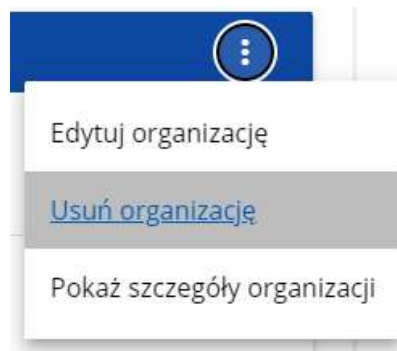 Edytuj organizację
Usuń organizację
Pokaż szczegóły organizacji